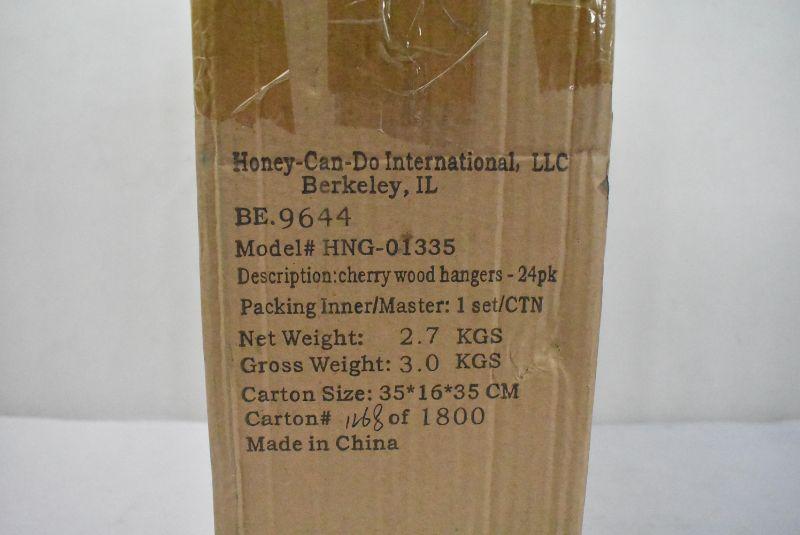 Honey-Can-Do International, LLC
Berkeley, IL
BE.9644
Model# HNG-01335
Description:cherry wood hangers - 24pk
Packing Inner/Master: 1 set/CTN
Net Weight: 2.7 KGS
Gross Weight: 3.0 KGS
Carton Size: 35*16*35 CM
Carton# 1268 of 1800
Made in China